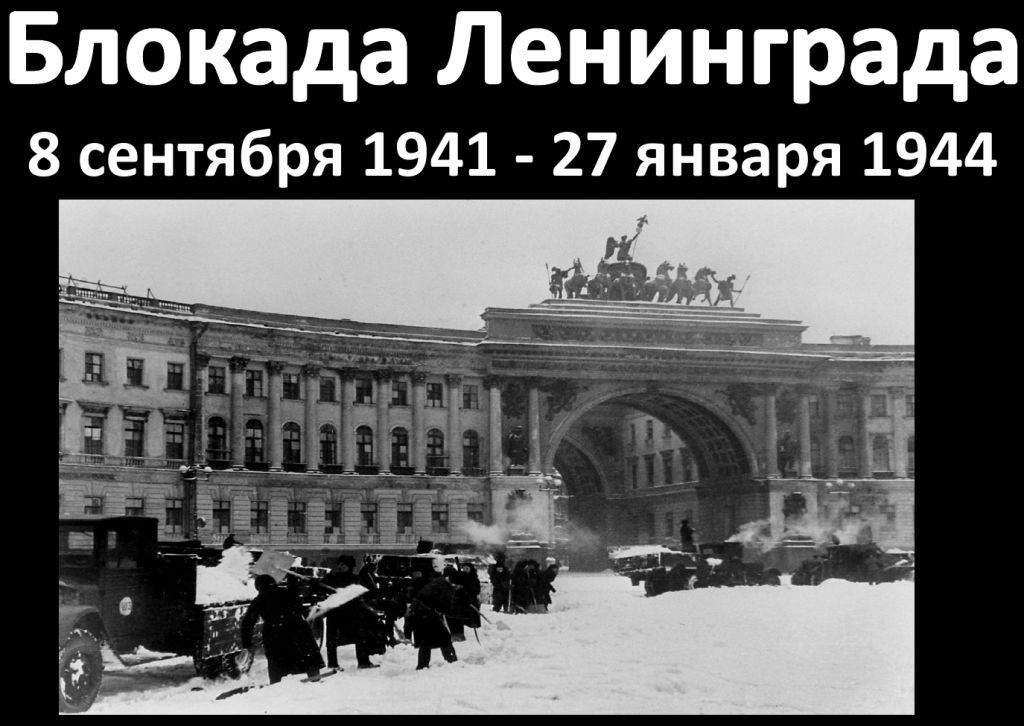 Блокада Ленинграда
8 сентября 1941 - 27 января 1944